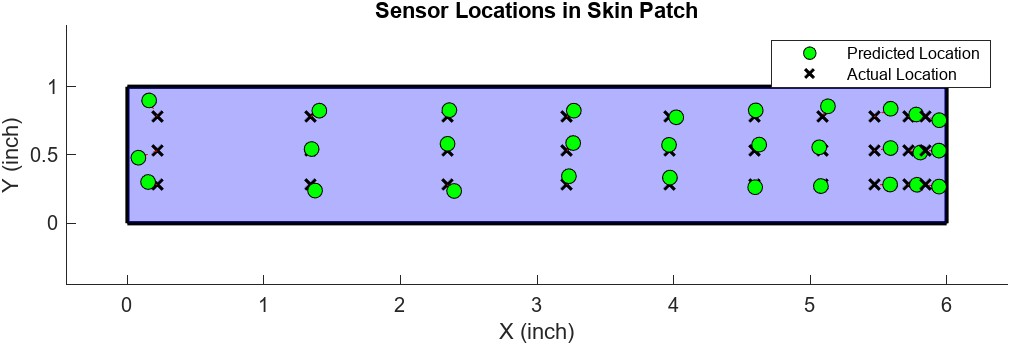 Sensor Locations in Skin Patch
Predicted Location
Actual Location
1
0.5
0
Y (inch)
0 1 2 3 4 5 6
X (inch)